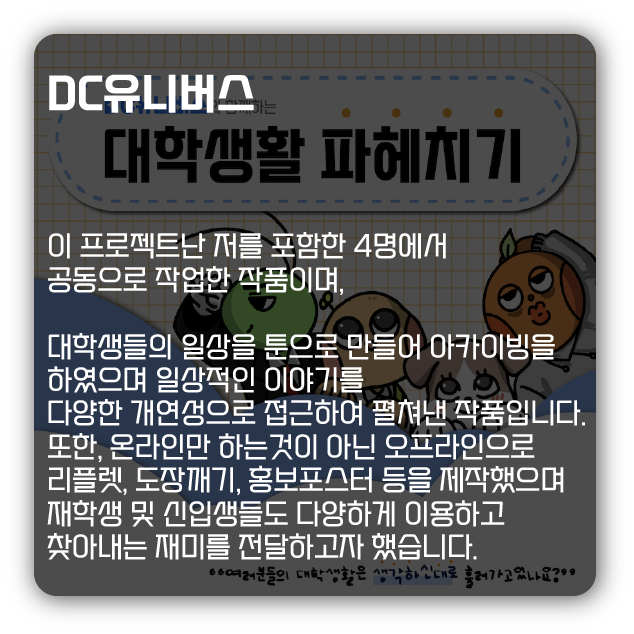 DC유니버스
함께하는
대학생활 파헤치기
이 프로젝트난 저를 포함한 4명에서
공동으로 작업한 작품이며,
대학생들의 일상을 툰으로 만들어 아카이빙을
하였으며 일상적인 이야기를
다양한 개연성으로 접근하여 펼쳐낸 작품입니다.
또한, 온라인만 하는것이 아닌 오프라인으로
리플렛, 도장깨기, 홍보포스터 등을 제작했으며
재학생 및 신입생들도 다양하게 이용하고
찾아내는 재미를 전달하고자 했습니다.
**여러분들의 대학생활은 생각하신대로 흘러가고있나요?**